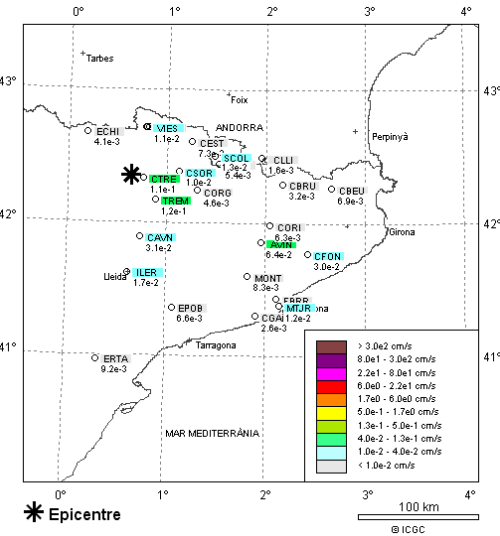 0° 1° 2° 3° 4°
43° 43°
Tarbes
Foix
ECHI
4.1e-3
VIES
1.1e-2
ANDORRA
Perpinyà
CEST
7.3e-3
SCOL
1.3e-2
5.4e-3
CLLI
1.6e-3
CSOR
1.0e-2
CTRE
1.1e-1
CORG
4.6e-3
CBRU
3.2e-3
CBEU
6.9e-3
TREM
1.2e-1
42° 42°
CORI
6.3e-3
Girona
CAVN
3.1e-2
AVIN
6.4e-2
CFON
3.0e-2
Lleida
ILER
1.7e-2
MONT
8.3e-3
EPOB
6.6e-3
FBRR
MTJR
1.2e-2
ona
CGAI
2.6e-3
Tarragona
41° 41°
ERTA
9.2e-3
MAR MEDITERRÀNIA
> 3.0e2 cm/s
8.0e1 - 3.0e2 cm/s
2.2e1 - 8.0e1 cm/s
6.0e0 - 2.2e1 cm/s
1.7e0 - 6.0e0 cm/s
5.0e-1 - 1.7e0 cm/s
1.3e-1 - 5.0e-1 cm/s
4.0e-2 - 1.3e-1 cm/s
1.0e-2 - 4.0e-2 cm/s
< 1.0e-2 cm/s
0° 1° 2° 3° 4°
Epicentre
100 km
© ICGC